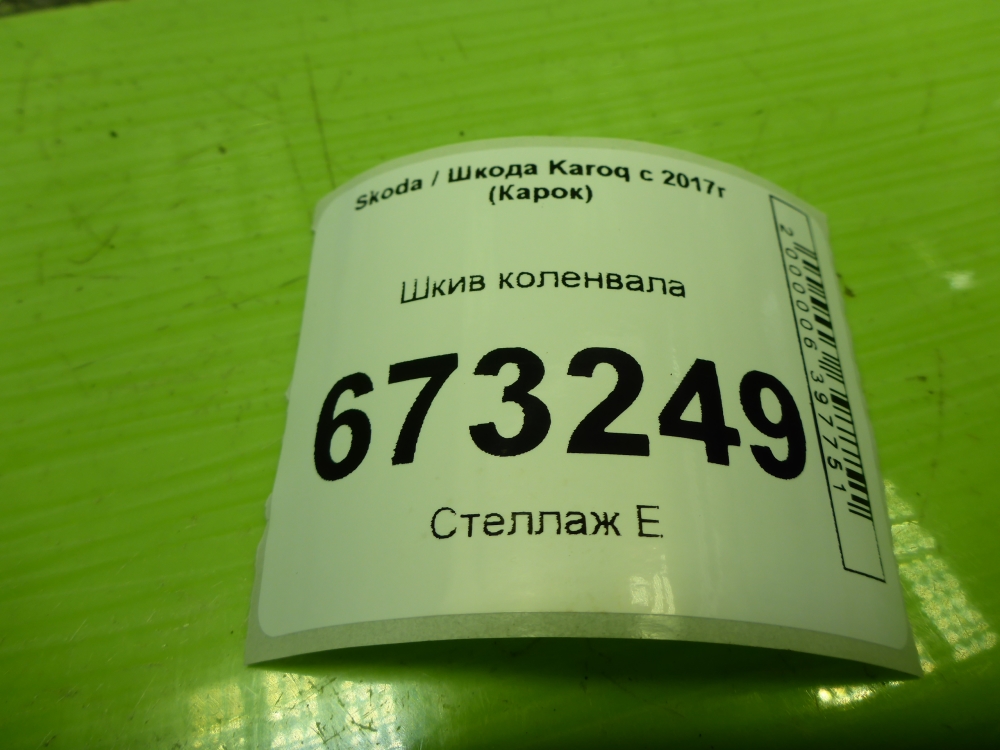 Skoda / Шкода Karoq с 2017г
(Карок)
Шкив коленвала
673249
Стеллаж Е
2000006397751